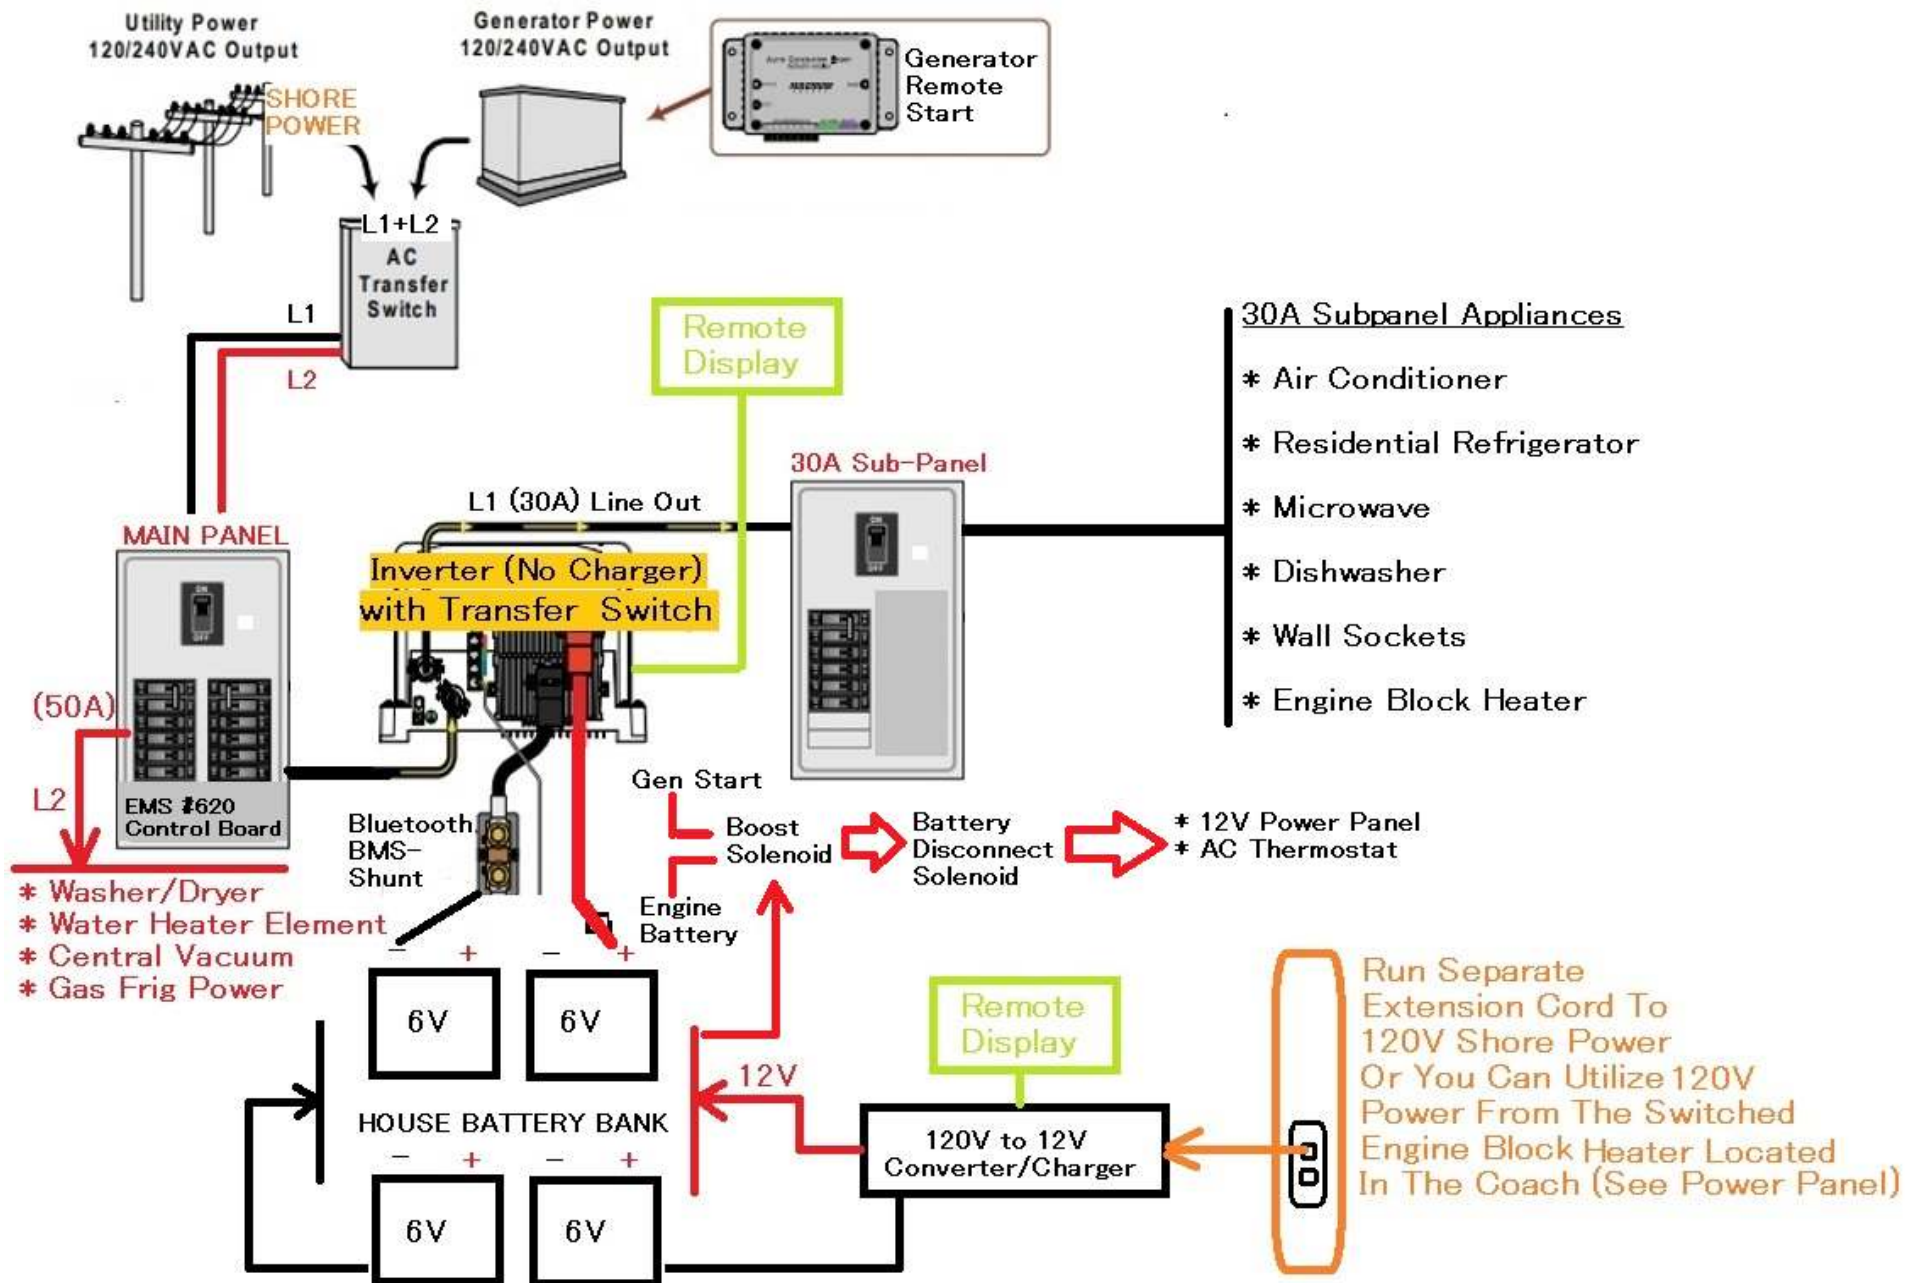 Utility Power
120/240VAC Output
SHORE
POWER
Generator Power
120/240VAC Output
Generator
Remote
Start
L1+L2
AC
Transfer
Switch
L1
L2
Remote
Display
30A Subpanel Appliances
* Air Conditioner
* Residential Refrigerator
* Microwave
* Dishwasher
* Wall Sockets
* Engine Block Heater
30A Sub-Panel
ON
OFF
L1 (30A) Line Out
Inverter (No Charger)
with Transfer Switch
MAIN PANEL
ON
OFF
(50A)
L2
EMS #620
Control Board
* Washer/Dryer
* Water Heater Element
* Central Vacuum
* Gas Frig Power
Bluetooth
BMS-
Shunt
Gen Start
Boost
Solenoid
Engine
Battery
Battery
Disconnect
Solenoid
* 12V Power Panel
* AC Thermostat
- + - +
6V 6V
HOUSE BATTERY BANK
- + - +
6V 6V
12V
Remote
Display
120V to 12V
Converter/Charger
Run Separate
Extension Cord To
120V Shore Power
Or You Can Utilize 120V
Power From The Switched
Engine Block Heater Located
In The Coach (See Power Panel)